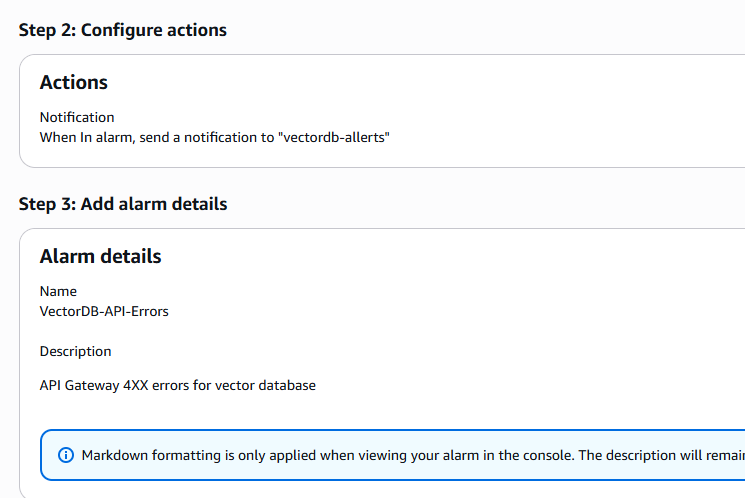 Step 2: Configure actions
Actions
Notification
When In alarm, send a notification to "vectordb-allerts"
Step 3: Add alarm details
Alarm details
Name
VectorDB-API-Errors
Description
API Gateway 4XX errors for vector database
Markdown formatting is only applied when viewing your alarm in the console. The description will remain